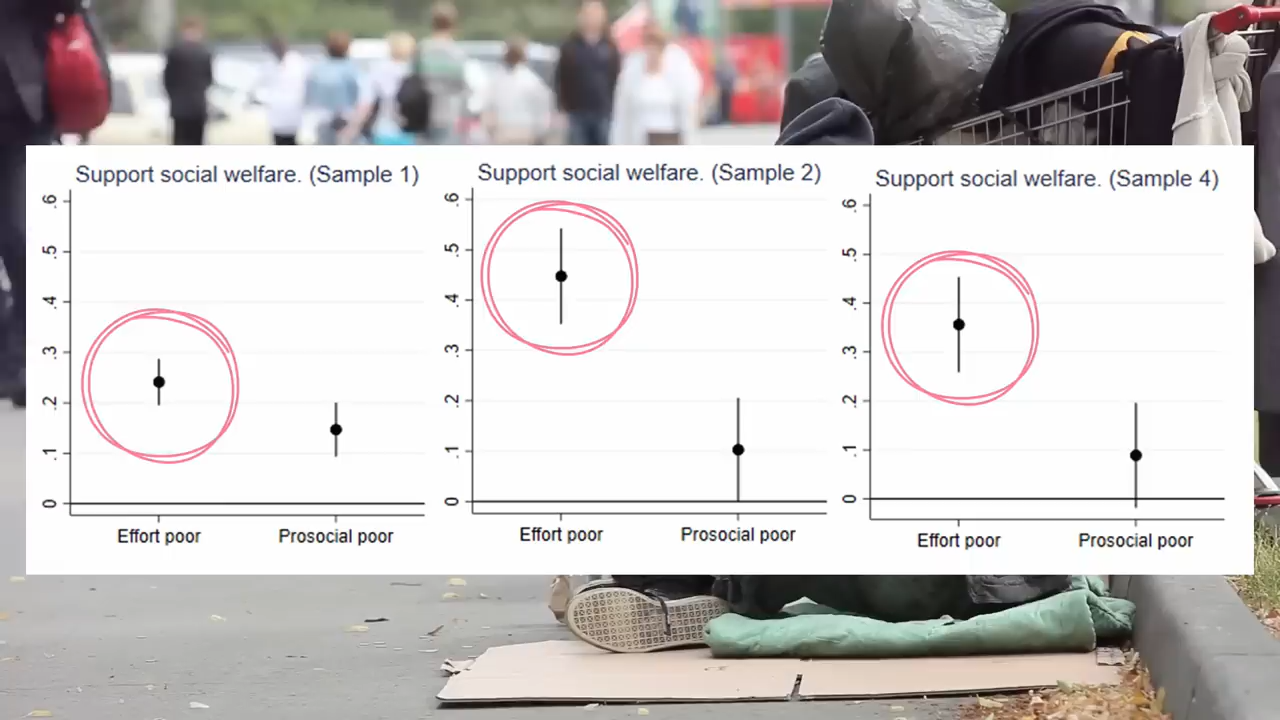 Support social welfare. (Sample 1)
.6
.5
.4
.3
.2
.1
0
Effort poor
Prosocial poor
Support social welfare. (Sample 2)
.6
.5
.4
.3
.2
.1
0
Effort poor
Prosocial poor
Support social welfare. (Sample 4)
.6
.5
.4
.3
.2
.1
0
Effort poor
Prosocial poor